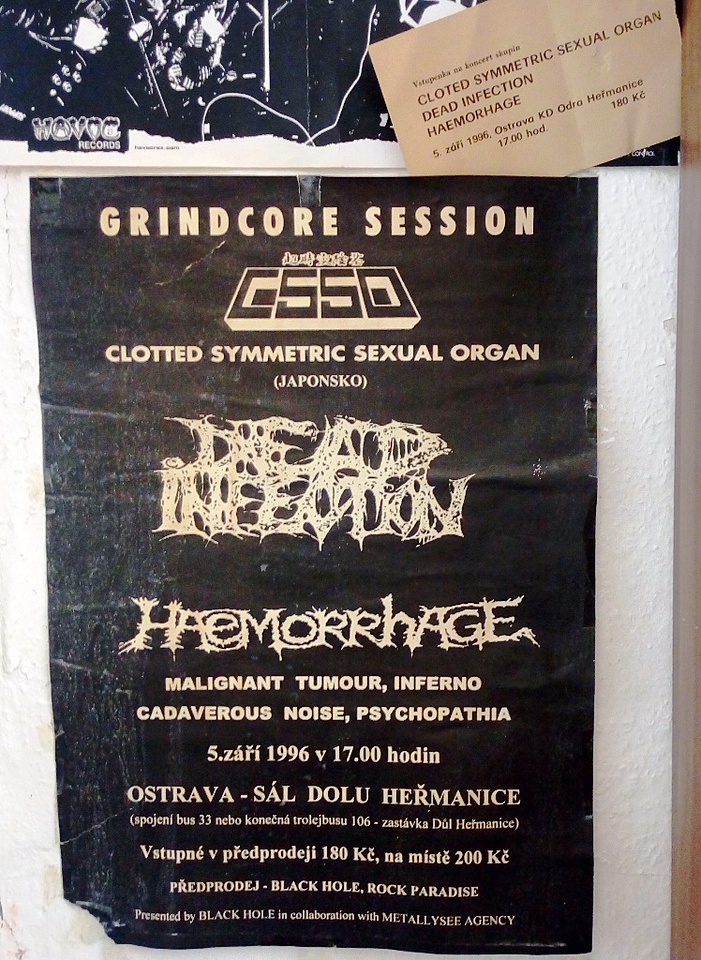 HAVOC
RECORDS
havocrex.com
Vstupenka na koncert skupin
CLOTED SYMMETRIC SEXUAL ORGAN
DEAD INFECTION
HAEMORRHAGE
5. září 1996, Ostrava KD Odra Heřmanice
17.00 hod.
180 Kč
GRINDCORE SESSION
CSSO
CLOTTED SYMMETRIC SEXUAL ORGAN
(JAPONSKO)
DEAD
INFECTION
HAEMORRHAGE
MALIGNANT TUMOUR, INFERNO
CADAVEROUS NOISE, PSYCHOPATHIA
5.září 1996 v 17.00 hodin
OSTRAVA - SÁL DOLU HEŘMANICE
(spojení bus 33 nebo konečná trolejbusu 106 - zastávka Důl Heřmanice)
Vstupné v předprodeji 180 Kč, na místě 200 Kč
PŘEDPRODEJ - BLACK HOLE, ROCK PARADISE
Presented by BLACK HOLE in collaboration with METALLYSEE AGENCY